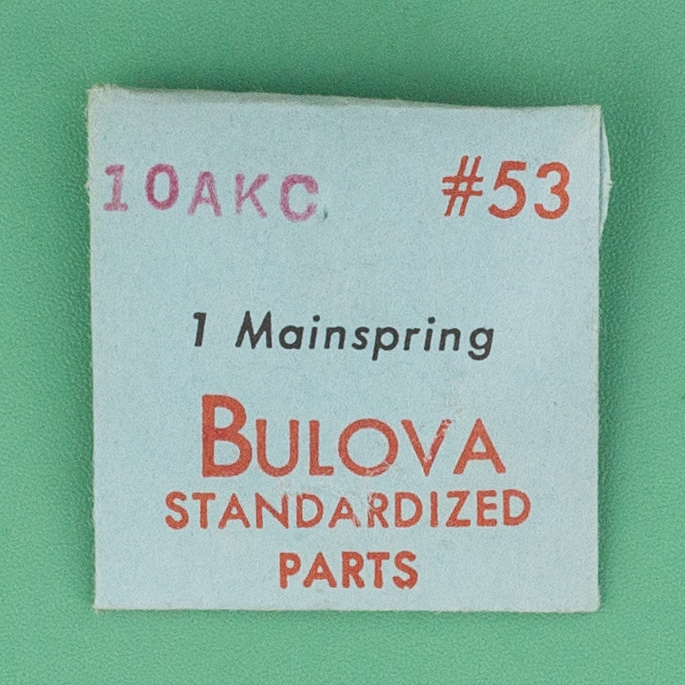 10AKC #53
1 Mainspring
BULOVA
STANDARDIZED
PARTS